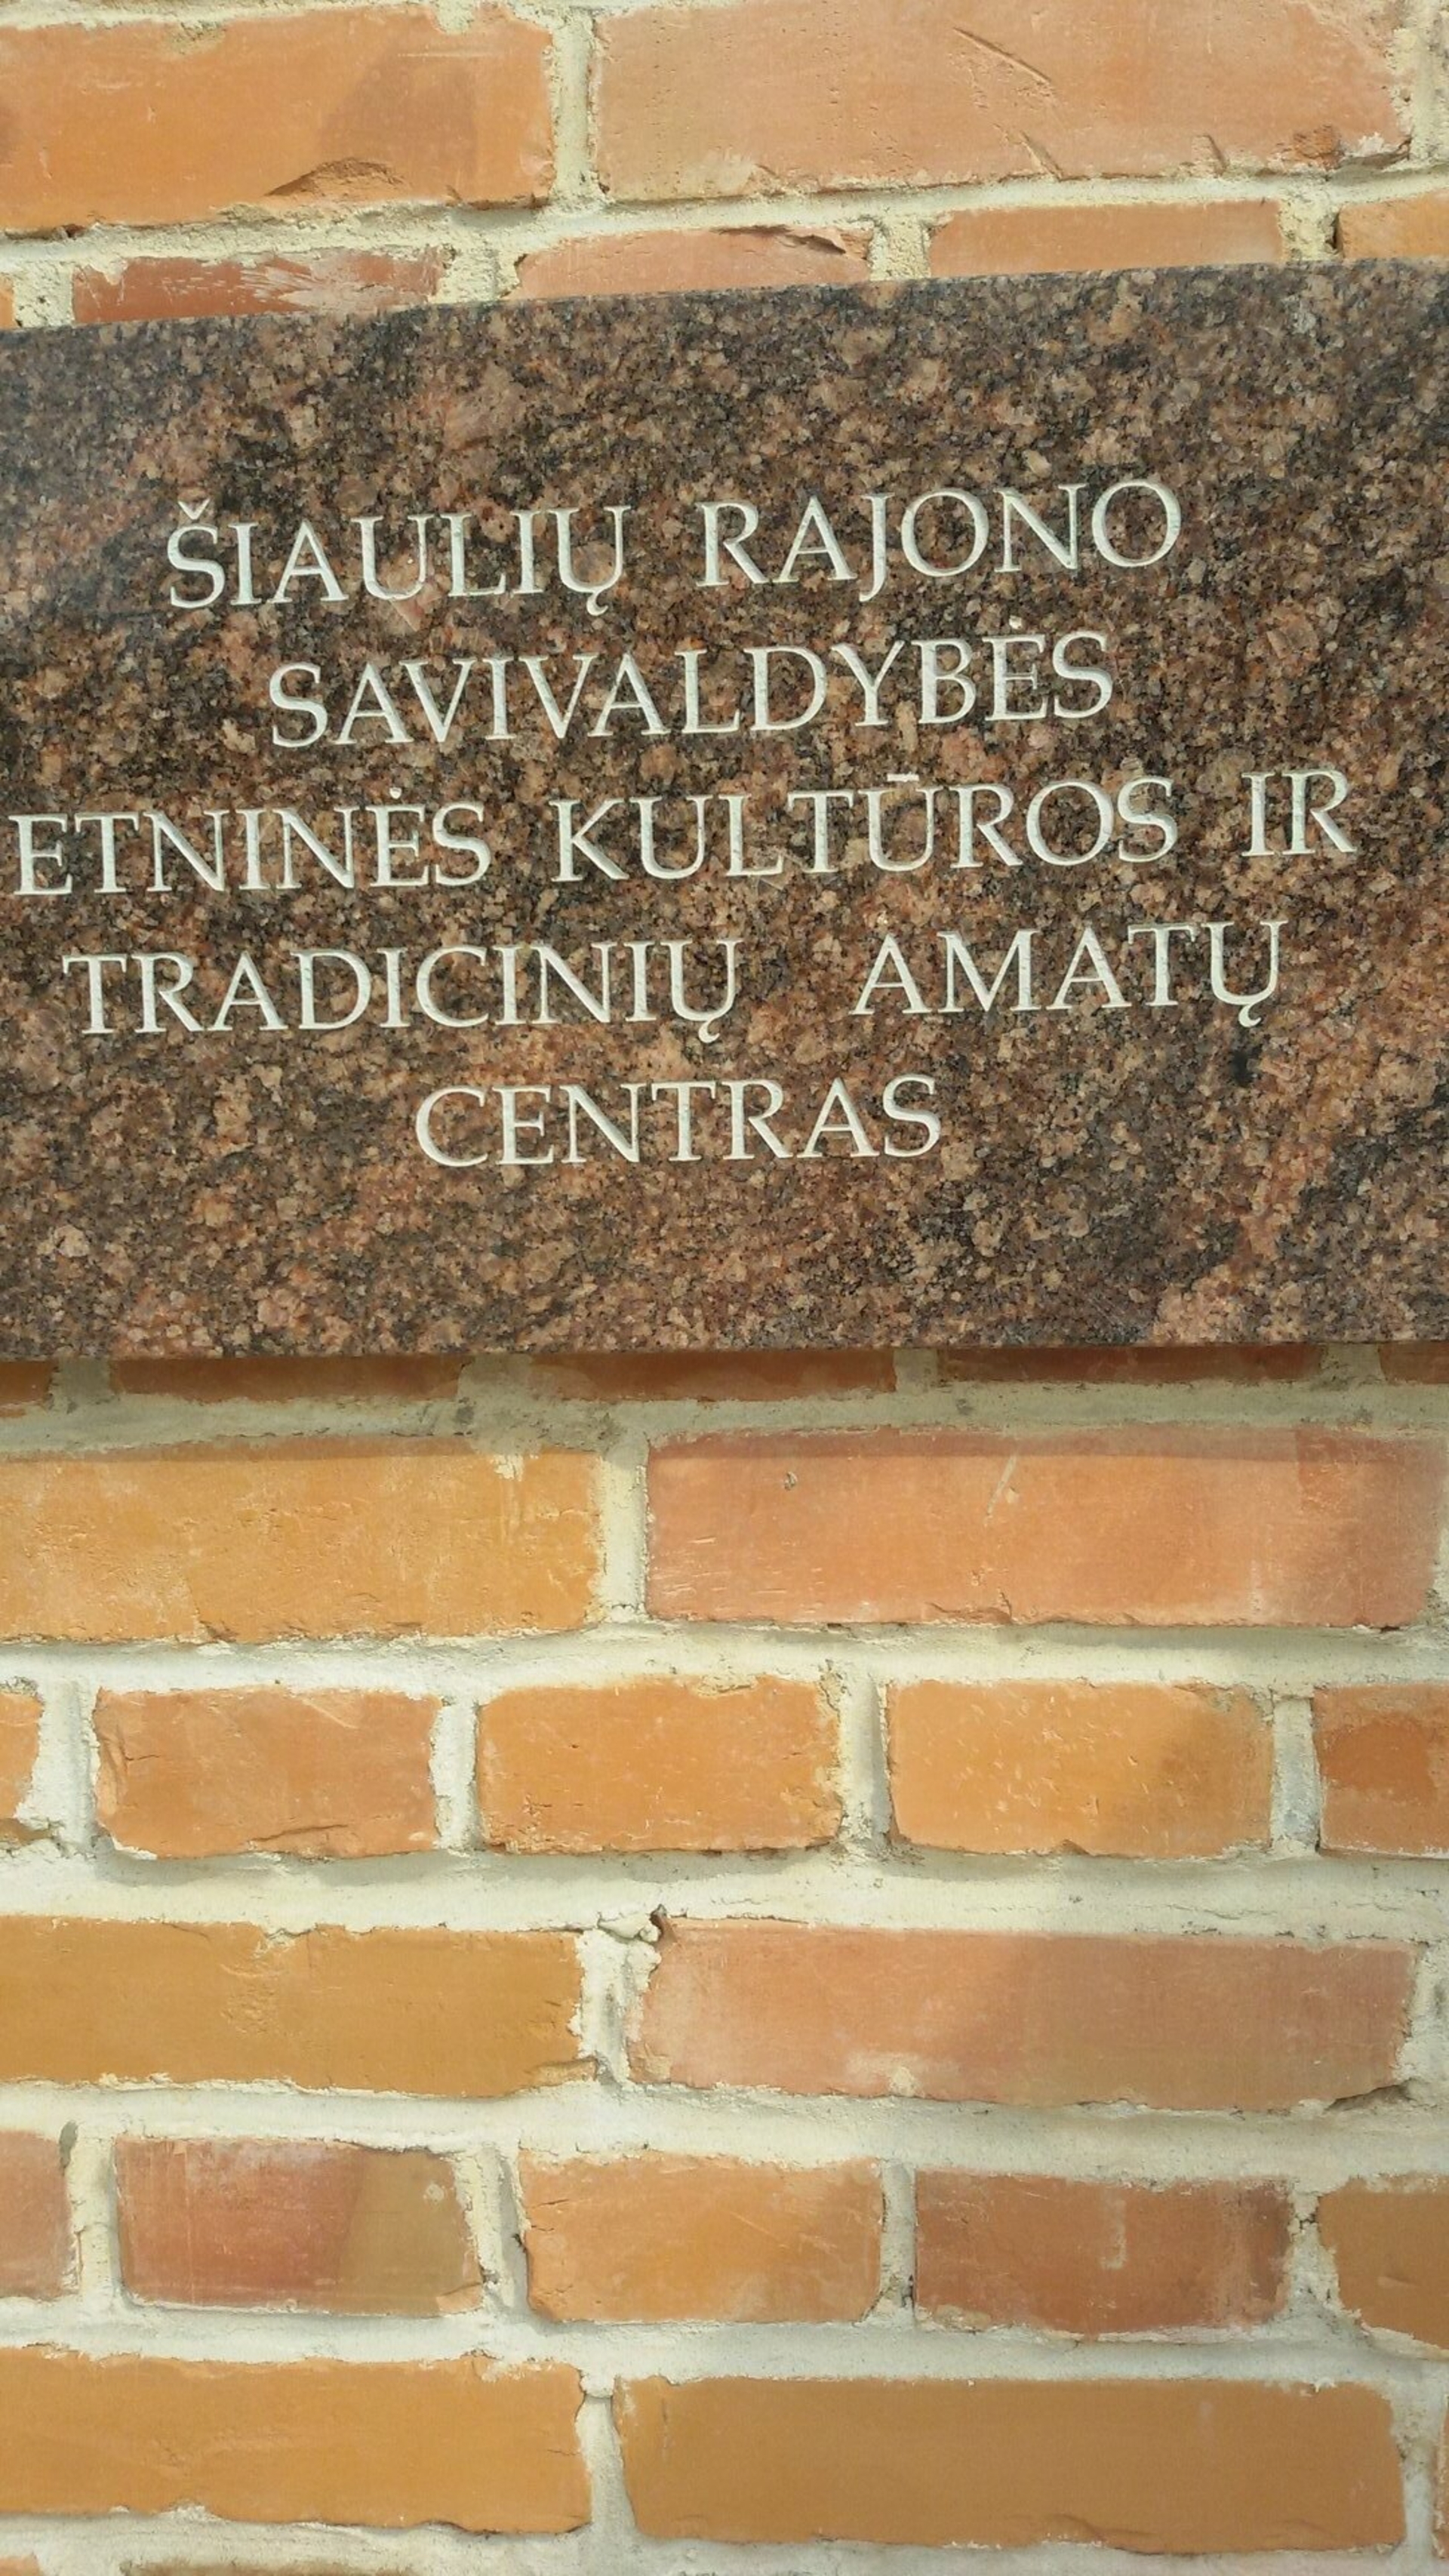 ŠIAULIŲ RAJONO
SAVIVALDYBĖS
ETNINĖS KULTŪROS IR
TRADICINIŲ AMATŲ
CENTRAS